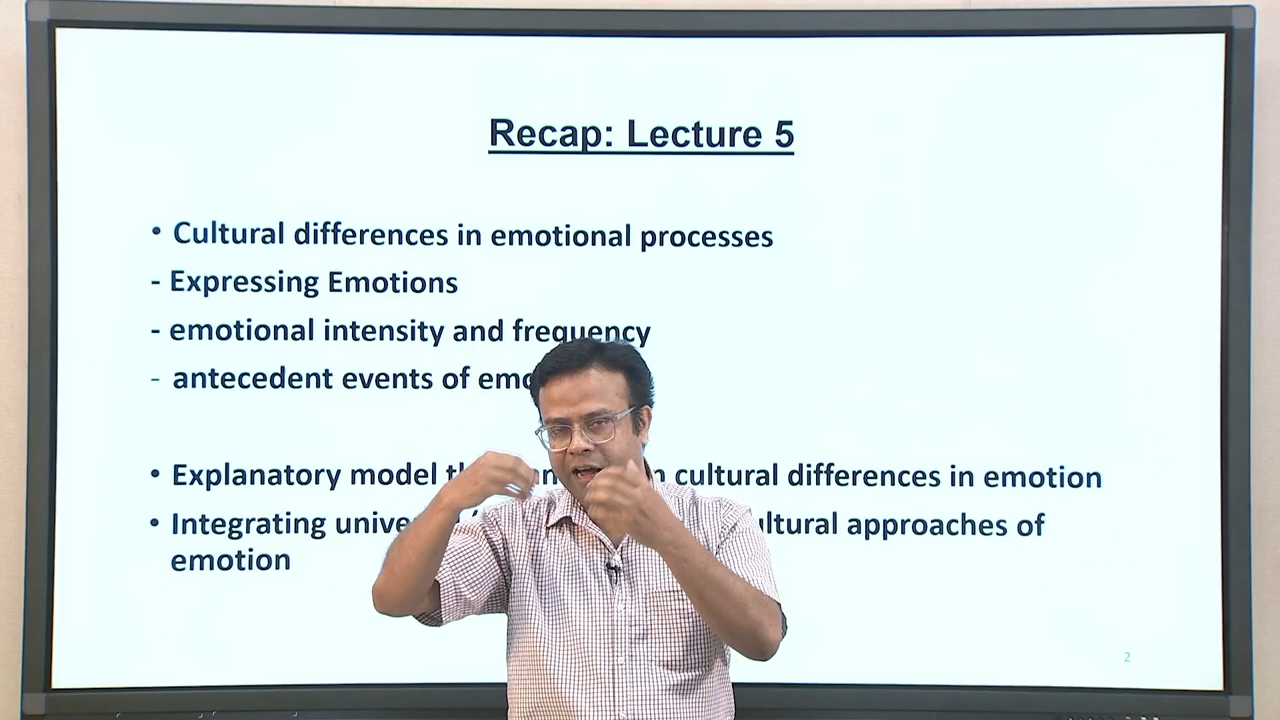 Recap: Lecture 5
• Cultural differences in emotional processes
- Expressing Emotions
- emotional intensity and frequency
- antecedent events of
• Explanatory model cultural differences in emotion
• Integrating approaches of
emotion
2